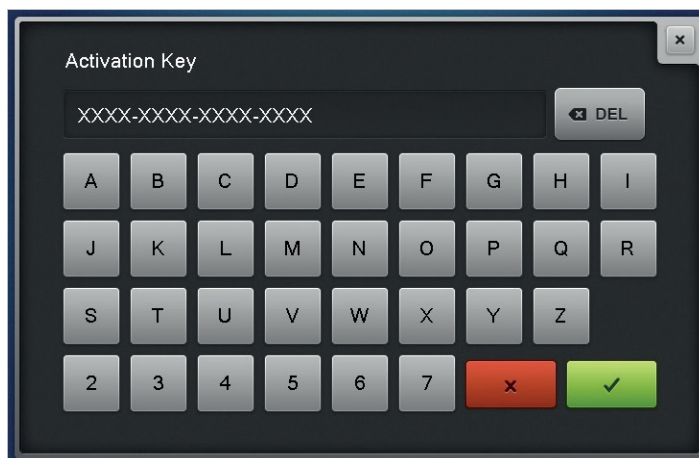 Activation Key
XXXX-XXXX-XXXX-XXXX
DEL
A B C D E F G H I
J K L M N O P Q R
S T U V W X Y Z
2 3 4 5 6 7